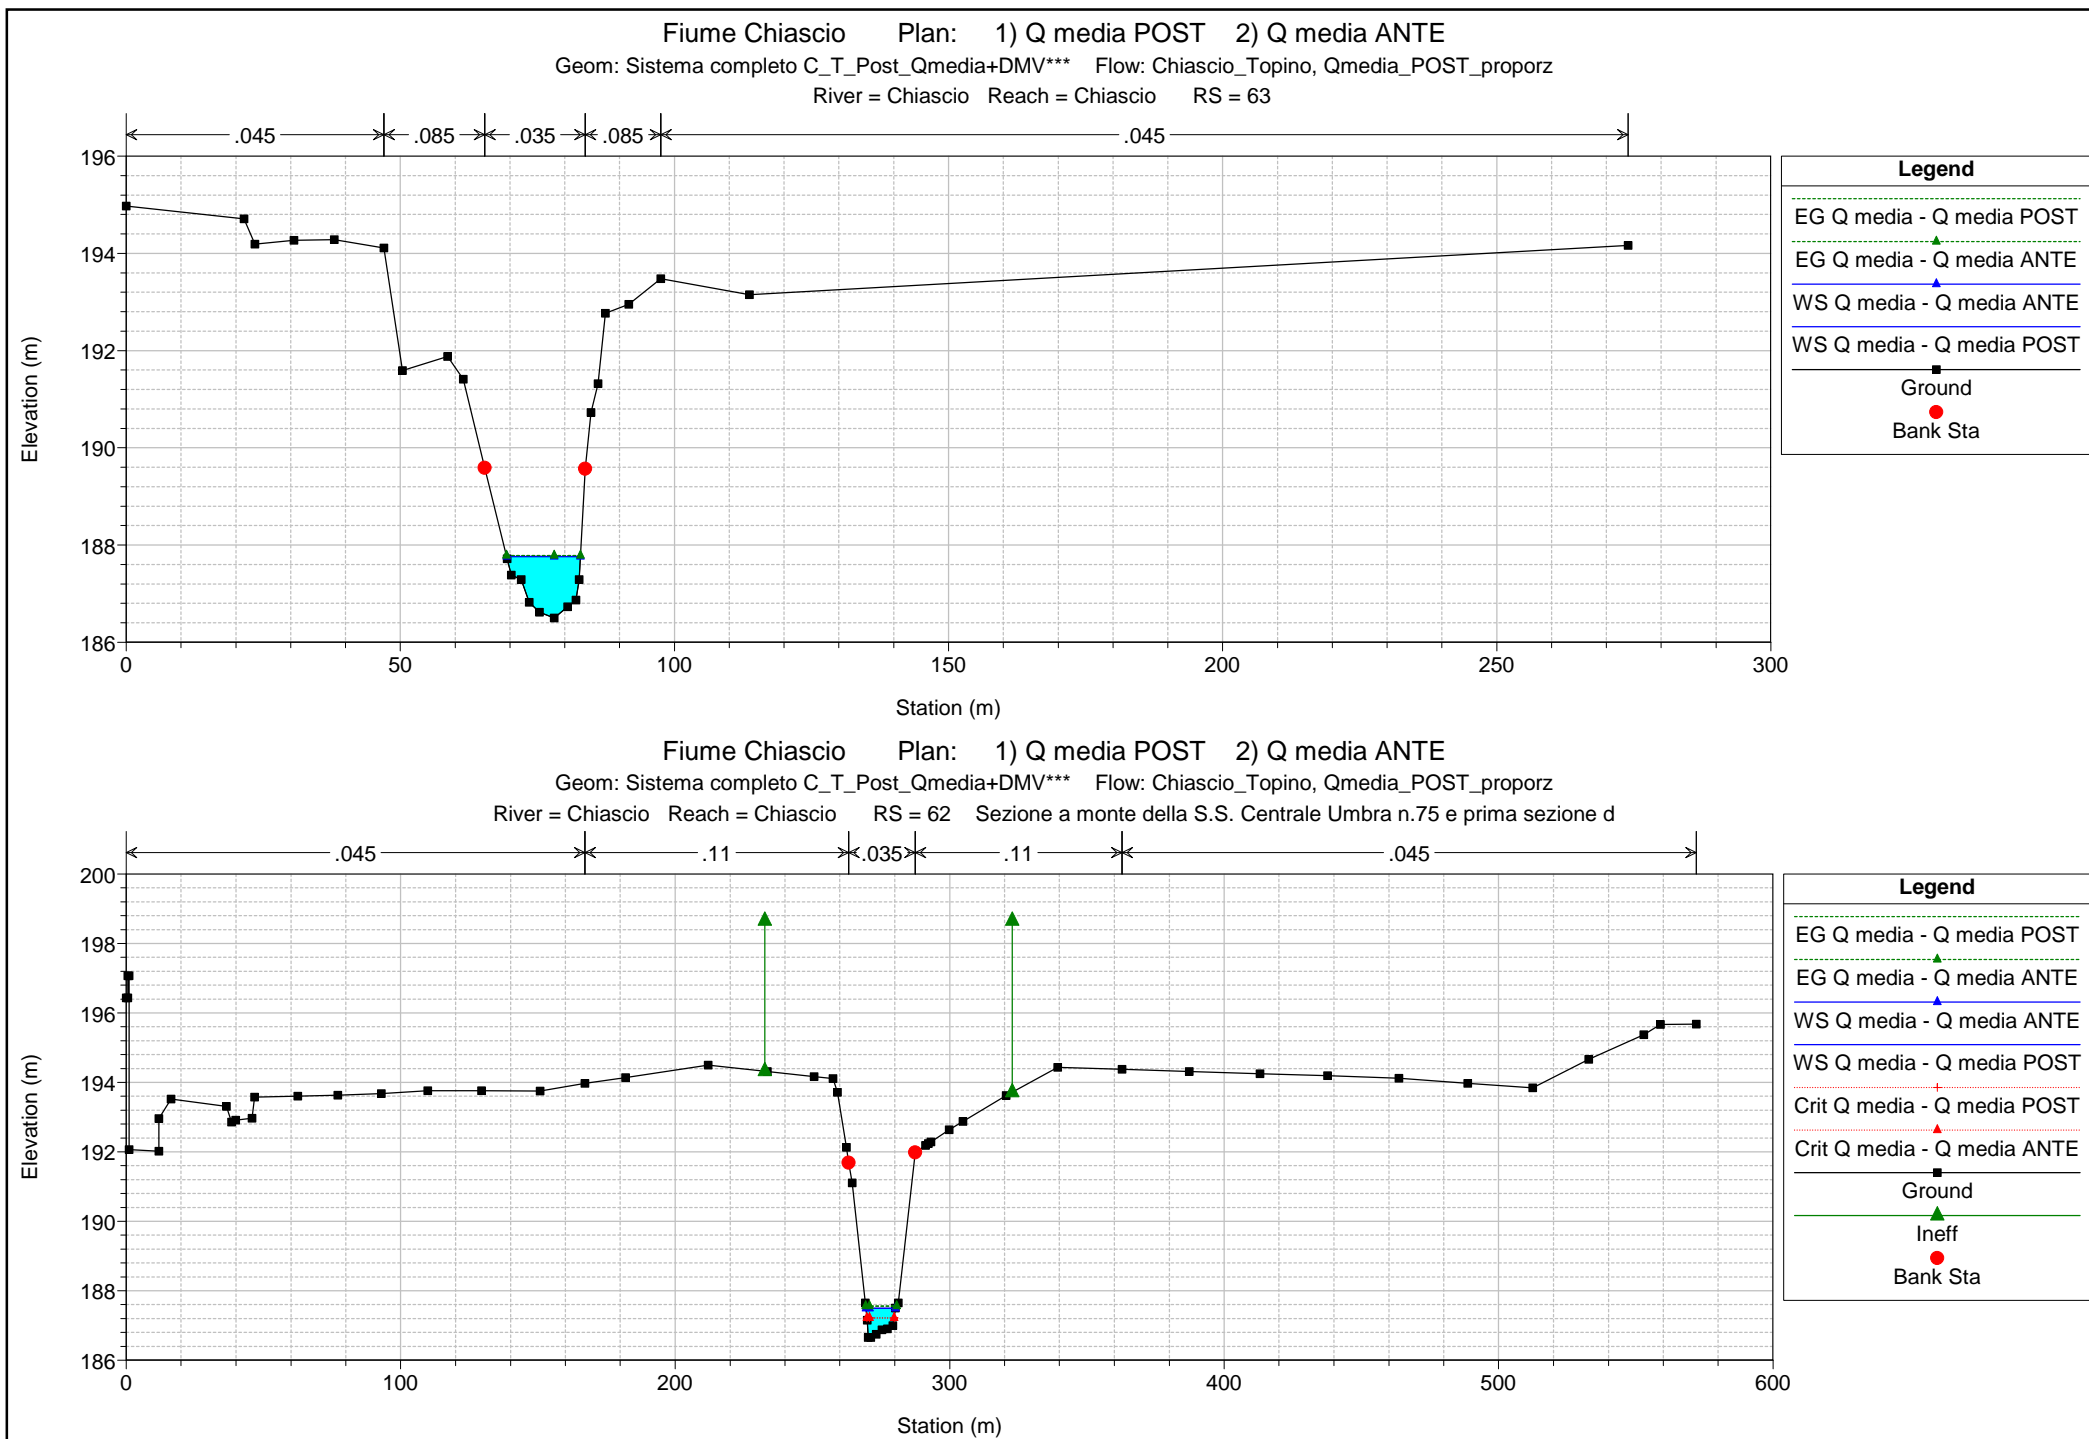 Fiume Chiascio Plan: 1) Q media POST 2) Q media ANTE
Geom: Sistema completo C_T_Post_Qmedia+DMV*** Flow: Chiascio_Topino, Qmedia_POST_proporz
River = Chiascio Reach = Chiascio RS = 63
.045 .085 .035 .085 .045
196
194
192
190
188
186
Elevation (m)
0 50 100 150 200 250 300
Station (m)
Legend
EG Q media - Q media POST
EG Q media - Q media ANTE
WS Q media - Q media ANTE
WS Q media - Q media POST
Ground
Bank Sta
Fiume Chiascio Plan: 1) Q media POST 2) Q media ANTE
Geom: Sistema completo C_T_Post_Qmedia+DMV*** Flow: Chiascio_Topino, Qmedia_POST_proporz
River = Chiascio Reach = Chiascio RS = 62 Sezione a monte della S.S. Centrale Umbra n.75 e prima sezione d
.045 .11 .035 .11 .045
200
198
196
194
192
190
188
186
Elevation (m)
0 100 200 300 400 500 600
Station (m)
Legend
EG Q media - Q media POST
EG Q media - Q media ANTE
WS Q media - Q media ANTE
WS Q media - Q media POST
Crit Q media - Q media POST
Crit Q media - Q media ANTE
Ground
Ineff
Bank Sta